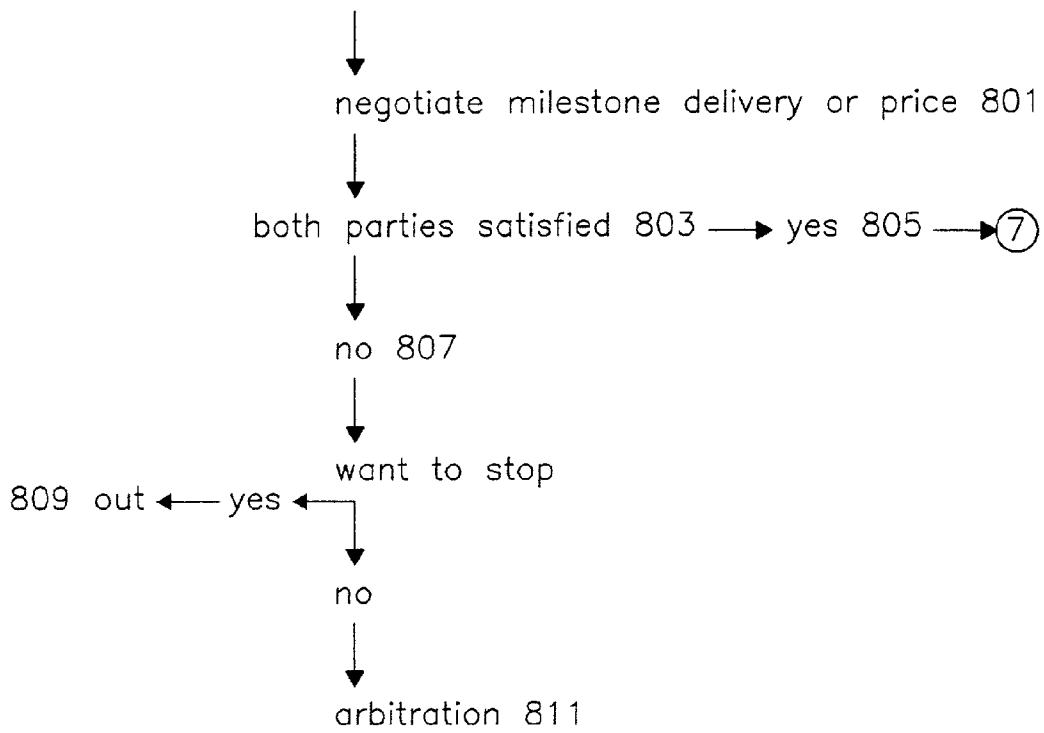 negotiate milestone delivery or price 801
both parties satisfied 803 yes 805 7
no 807
want to stop
809 out yes
no
arbitration 811